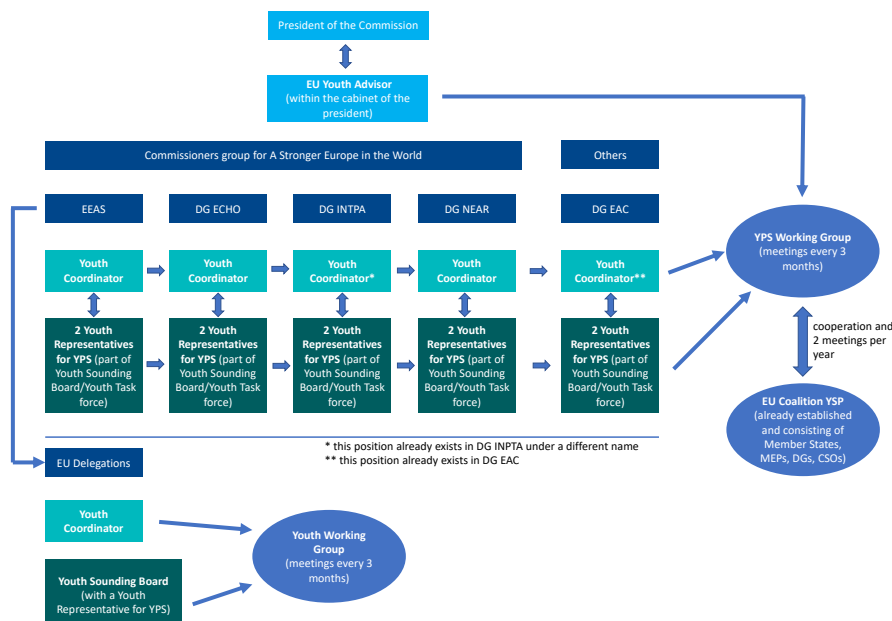 President of the Commission
EU Youth Advisor
(within the cabinet of the
president)
Commissioners group for A Stronger Europe in the World
Others
EEAS
DG ECHO
DG INTPA
DG NEAR
DG EAC
Youth
Coordinator
Youth
Coordinator
Youth
Coordinator*
Youth
Coordinator
Youth
Coordinator**
YPS Working Group
(meetings every 3
months)
2 Youth
Representatives
for YPS (part of
Youth Sounding
Board/Youth Task
force)
2 Youth
Representatives
for YPS (part of
Youth Sounding
Board/Youth Task
force)
2 Youth
Representatives
for YPS (part of
Youth Sounding
Board/Youth Task
force)
2 Youth
Representatives
for YPS (part of
Youth Sounding
Board/Youth Task
force)
2 Youth
Representatives
for YPS (part of
Youth Sounding
Board/Youth Task
force)
cooperation and
2 meetings per
year
EU Coalition YSP
(already established
and consisting of
Member States,
MEPs, DGs, CSOs)
* this position already exists in DG INPTA under a different name
** this position already exists in DG EAC
EU Delegations
Youth
Coordinator
Youth Working
Group
(meetings every 3
months)
Youth Sounding Board
(with a Youth
Representative for YPS)